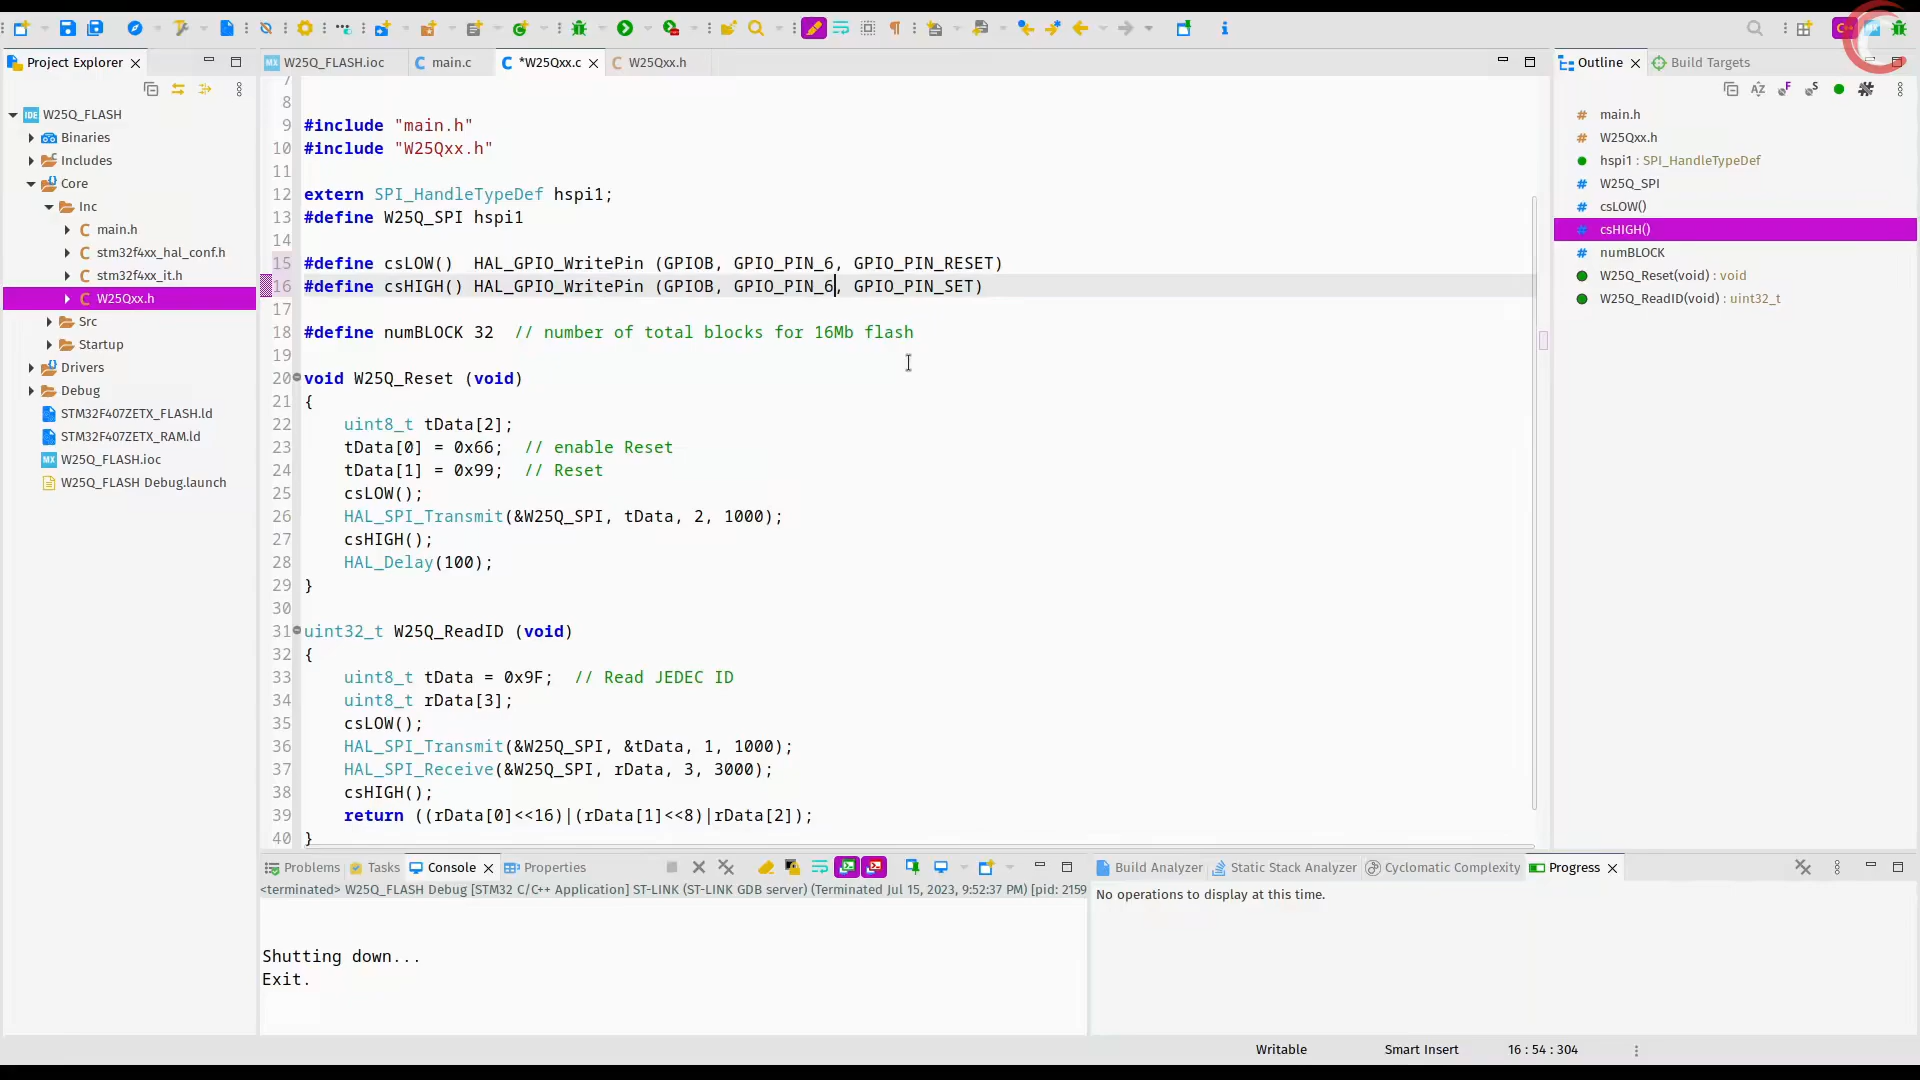 Project Explorer
W25Q_FLASH
Binaries
Includes
Core
Inc
main.h
stm32f4xx_hal_conf.h
stm32f4xx_it.h
W25Qxx.h
Src
Startup
Drivers
Debug
STM32F407ZETX_FLASH.ld
STM32F407ZETX_RAM.ld
W25Q_FLASH.ioc
W25Q_FLASH Debug.launch
W25Q_FLASH.ioc
main.c
*W25Qxx.c
W25Qxx.h
7
8
9 #include "main.h"
10 #include "W25Qxx.h"
11
12 extern SPI_HandleTypeDef hspi1;
13 #define W25Q_SPI hspi1
14
15 #define csLOW()  HAL_GPIO_WritePin (GPIOB, GPIO_PIN_6, GPIO_PIN_RESET)
16 #define csHIGH() HAL_GPIO_WritePin (GPIOB, GPIO_PIN_6, GPIO_PIN_SET)
17
18 #define numBLOCK 32  // number of total blocks for 16Mb flash
19
20 void W25Q_Reset (void)
21 {
22     uint8_t tData[2];
23     tData[0] = 0x66;  // enable Reset
24     tData[1] = 0x99;  // Reset
25     csLOW();
26     HAL_SPI_Transmit(&W25Q_SPI, tData, 2, 1000);
27     csHIGH();
28     HAL_Delay(100);
29 }
30
31 uint32_t W25Q_ReadID (void)
32 {
33     uint8_t tData = 0x9F;  // Read JEDEC ID
34     uint8_t rData[3];
35     csLOW();
36     HAL_SPI_Transmit(&W25Q_SPI, &tData, 1, 1000);
37     HAL_SPI_Receive(&W25Q_SPI, rData, 3, 3000);
38     csHIGH();
39     return ((rData[0]<<16)|(rData[1]<<8)|rData[2]);
40 }
Outline
Build Targets
main.h
W25Qxx.h
hspi1 : SPI_HandleTypeDef
W25Q_SPI
csLOW()
csHIGH()
numBLOCK
W25Q_Reset(void) : void
W25Q_ReadID(void) : uint32_t
Problems
Tasks
Console
Properties
<terminated> W25Q_FLASH Debug [STM32 C/C++ Application] ST-LINK (ST-LINK GDB server) (Terminated Jul 15, 2023, 9:52:37 PM) [pid: 2159
Shutting down...
Exit.
Build Analyzer
Static Stack Analyzer
Cyclomatic Complexity
Progress
No operations to display at this time.
Writable
Smart Insert
16 : 54 : 304